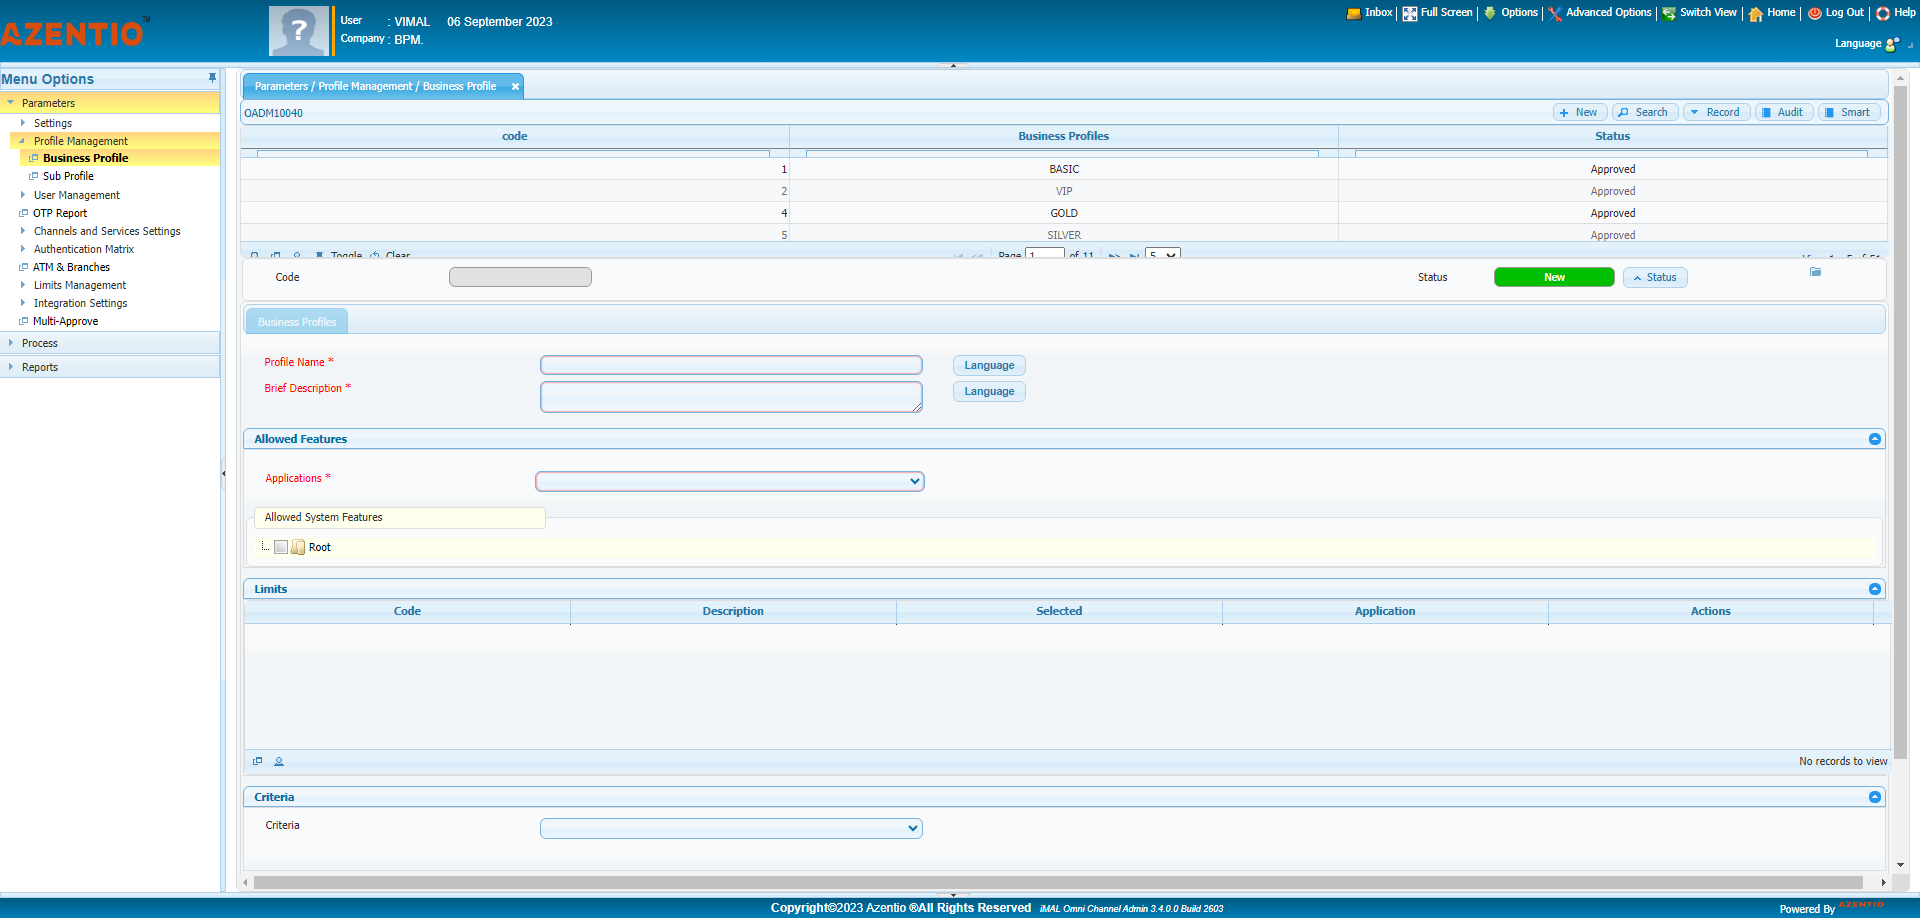 AZENTIO™
User : VIMAL 06 September 2023
Company : BPM.
Inbox | Full Screen | Options | Advanced Options | Switch View | Home | Log Out | Help
Language
Menu Options
Parameters
Settings
Profile Management
Business Profile
Sub Profile
User Management
OTP Report
Channels and Services Settings
Authentication Matrix
ATM & Branches
Limits Management
Integration Settings
Multi-Approve
Process
Reports
Parameters / Profile Management / Business Profile
OADM10040
New Search Record Audit Smart
code Business Profiles Status
1 BASIC Approved
2 VIP Approved
4 GOLD Approved
5 SILVER Approved
Toggle Clear Page 1 of 11 5
Code Status New Status
Business Profiles
Profile Name * Language
Brief Description * Language
Allowed Features
Applications *
Allowed System Features
Root
Limits
Code Description Selected Application Actions
No records to view
Criteria
Criteria
Copyright©2023 Azentio ®All Rights Reserved iMAL Omni Channel Admin 3.4.0.0 Build 2603
Powered By AZENTIO